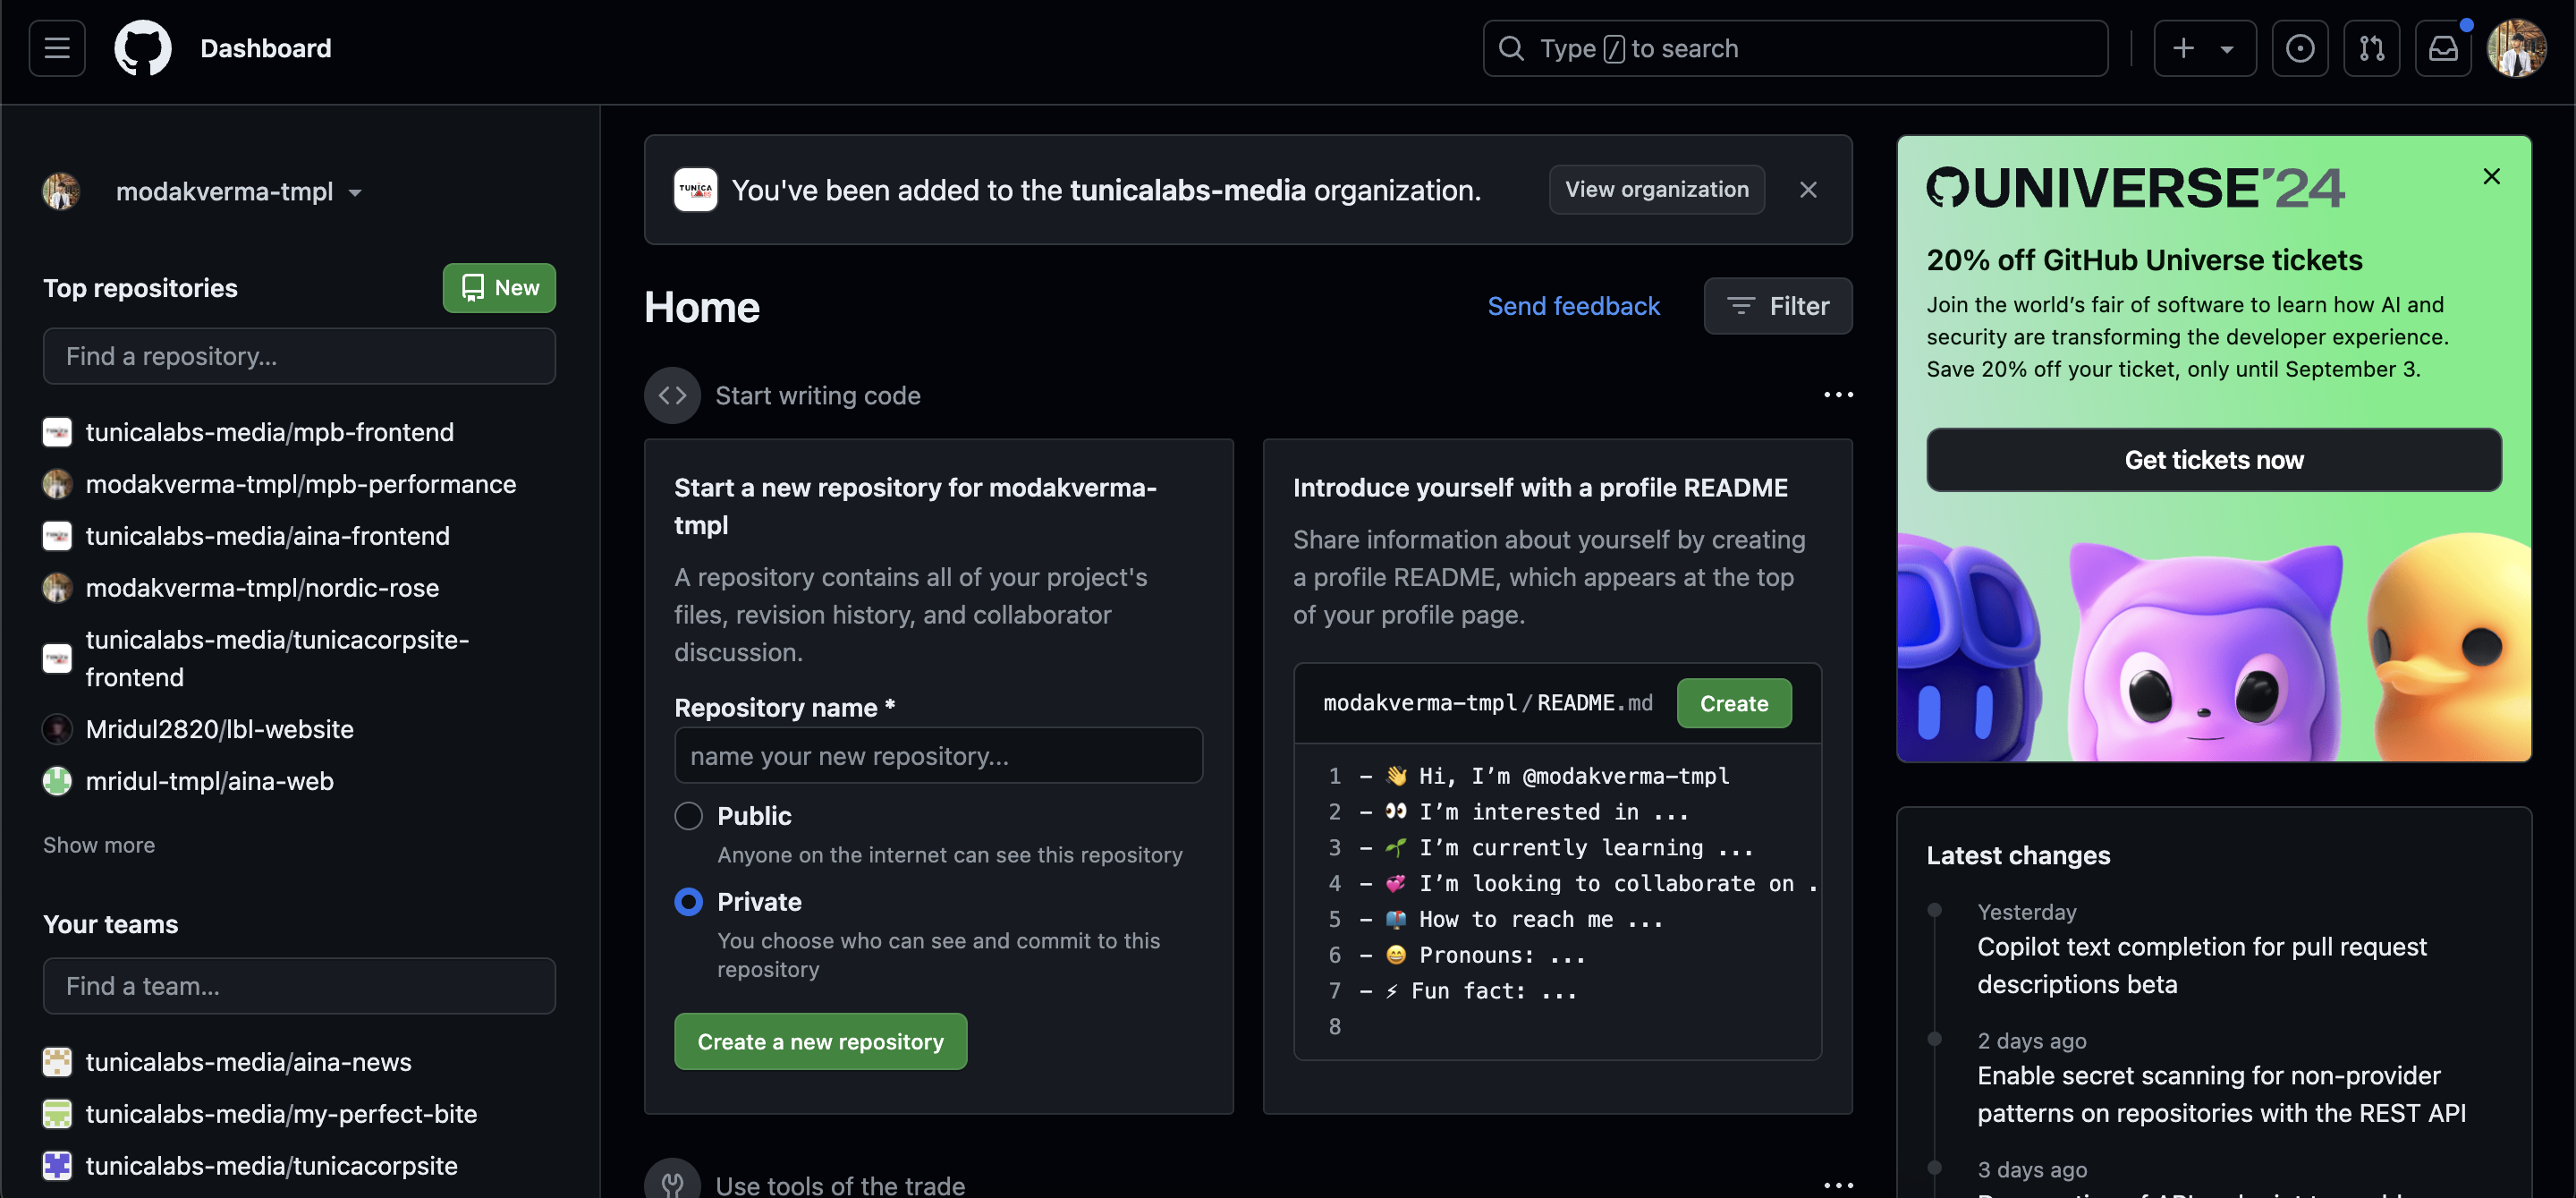 Dashboard
Type / to search
modakverma-tmpl
Top repositories
New
Find a repository...
tunicalabs-media/mpb-frontend
modakverma-tmpl/mpb-performance
tunicalabs-media/aina-frontend
modakverma-tmpl/nordic-rose
tunicalabs-media/tunicacorpsite-
frontend
Mridul2820/lbl-website
mridul-tmpl/aina-web
Show more
Your teams
Find a team...
tunicalabs-media/aina-news
tunicalabs-media/my-perfect-bite
tunicalabs-media/tunicacorpsite
TUNICA
LABS
You've been added to the tunicalabs-media organization.
View organization
Home
Send feedback
Filter
Start writing code
Start a new repository for modakverma-
tmpl
A repository contains all of your project's
files, revision history, and collaborator
discussion.
Repository name *
name your new repository...
Public
Anyone on the internet can see this repository
Private
You choose who can see and commit to this
repository
Create a new repository
Introduce yourself with a profile README
Share information about yourself by creating
a profile README, which appears at the top
of your profile page.
modakverma-tmpl/README.md
Create
1 - 👋 Hi, I’m @modakverma-tmpl
2 - 👀 I’m interested in ...
3 - 🌱 I’m currently learning ...
4 - 💞️ I’m looking to collaborate on .
5 - 📫 How to reach me ...
6 - 😄 Pronouns: ...
7 - ⚡ Fun fact: ...
8
Use tools of the trade
UNIVERSE'24
20% off GitHub Universe tickets
Join the world’s fair of software to learn how AI and
security are transforming the developer experience.
Save 20% off your ticket, only until September 3.
Get tickets now
Latest changes
Yesterday
Copilot text completion for pull request
descriptions beta
2 days ago
Enable secret scanning for non-provider
patterns on repositories with the REST API
3 days ago